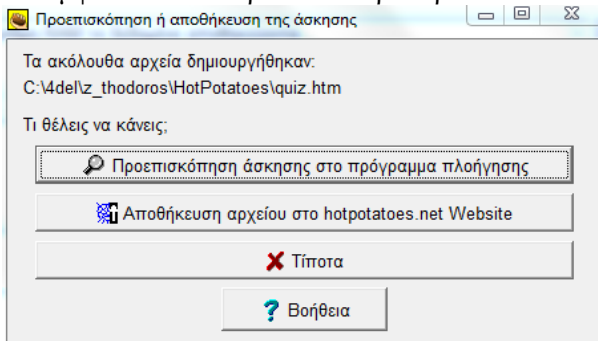 Προεπισκόπηση ή αποθήκευση της άσκησης
Τα ακόλουθα αρχεία δημιουργήθηκαν:
C:\4del\z_thodoros\HotPotatoes\quiz.htm
Τι θέλεις να κάνεις;
Προεπισκόπηση άσκησης στο πρόγραμμα πλοήγησης
Αποθήκευση αρχείου στο hotpotatoes.net Website
Τίποτα
Βοήθεια